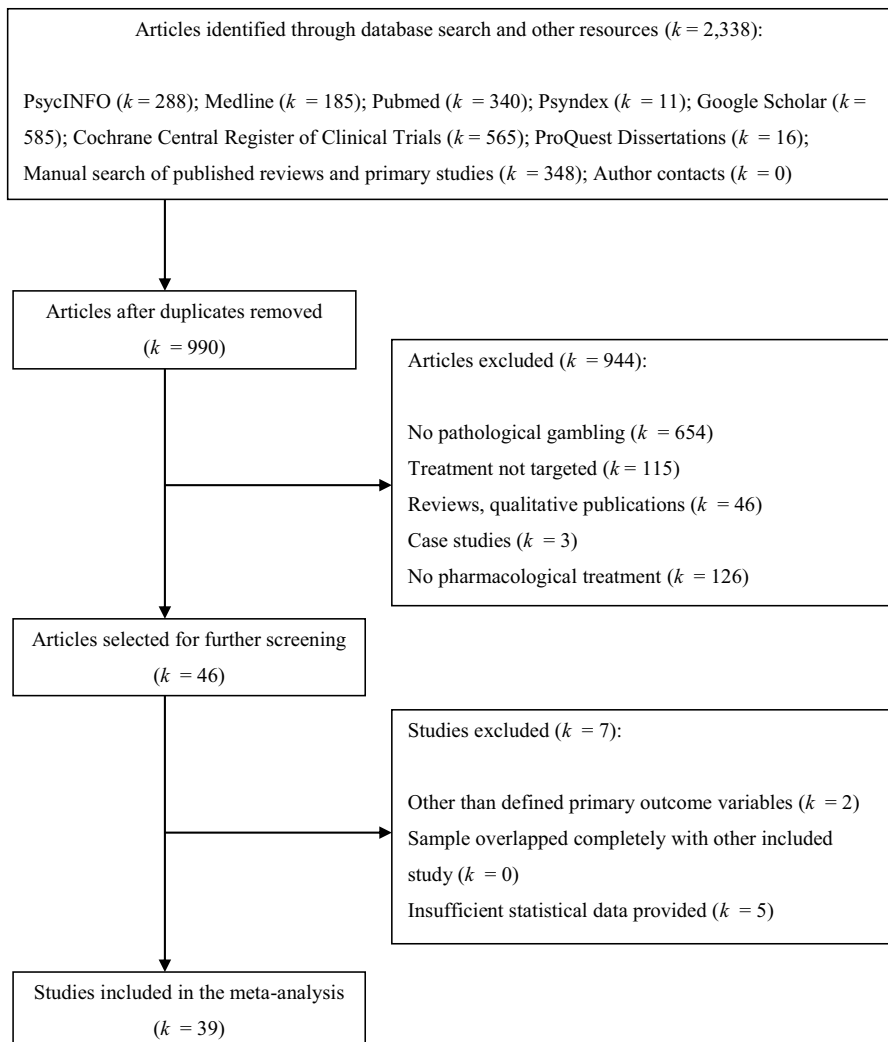 Articles identified through database search and other resources (k = 2,338):
PsycINFO (k = 288); Medline (k = 185); Pubmed (k = 340); Psyndex (k = 11); Google Scholar (k =
585); Cochrane Central Register of Clinical Trials (k = 565); ProQuest Dissertations (k = 16);
Manual search of published reviews and primary studies (k = 348); Author contacts (k = 0)
Articles after duplicates removed
(k = 990)
Articles excluded (k = 944):
No pathological gambling (k = 654)
Treatment not targeted (k = 115)
Reviews, qualitative publications (k = 46)
Case studies (k = 3)
No pharmacological treatment (k = 126)
Articles selected for further screening
(k = 46)
Studies excluded (k = 7):
Other than defined primary outcome variables (k = 2)
Sample overlapped completely with other included
study (k = 0)
Insufficient statistical data provided (k = 5)
Studies included in the meta-analysis
(k = 39)